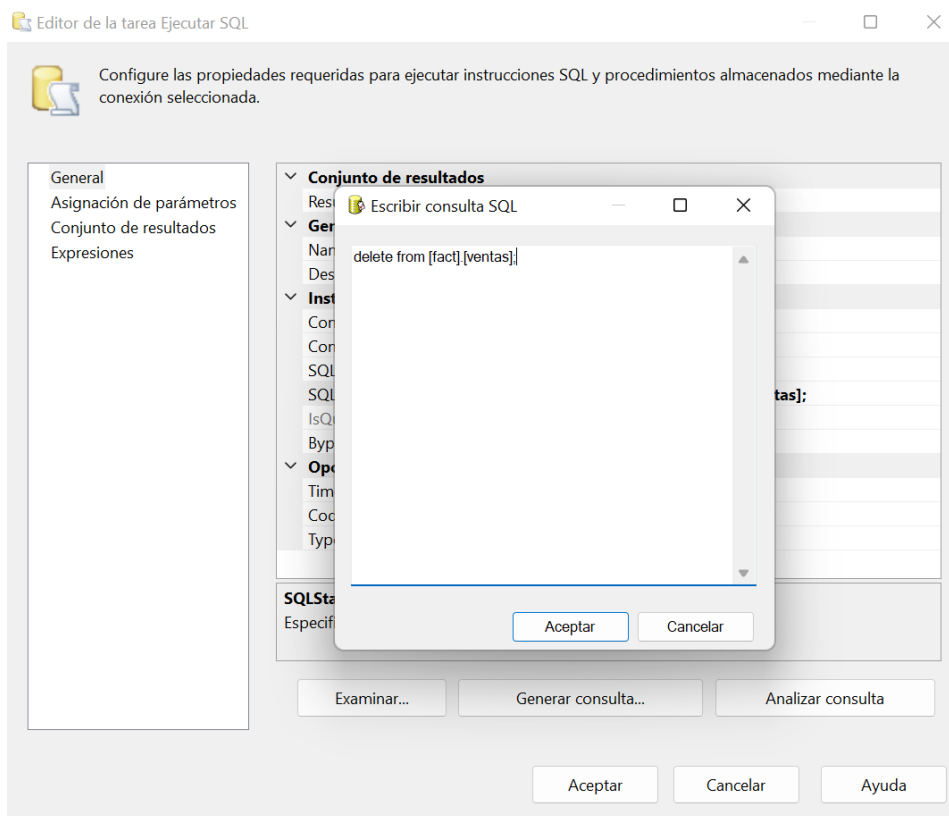 Editor de la tarea Ejecutar SQL
Configure las propiedades requeridas para ejecutar instrucciones SQL y procedimientos almacenados mediante la
conexión seleccionada.
General
Asignación de parámetros
Conjunto de resultados
Expresiones
Conjunto de resultados
Resu
Ger
Nan
Des
Inst
Con
Con
SQL
SQL
tas];
IsQu
Byp
Opc
Tim
Cod
Type
SQLSta
Especifi
Escribir consulta SQL
delete from [fact].[ventas];
Aceptar
Cancelar
Examinar...
Generar consulta...
Analizar consulta
Aceptar
Cancelar
Ayuda